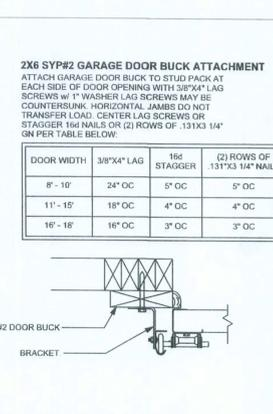 2X6 SYP#2 GARAGE DOOR BUCK ATTACHMENT
ATTACH GARAGE DOOR BUCK TO STUD PACK AT
EACH SIDE OF DOOR OPENING WITH 3/8"X4" LAG
SCREWS w/ 1" WASHER LAG SCREWS MAY BE
COUNTERSUNK. HORIZONTAL JAMBS DO NOT
TRANSFER LOAD. CENTER LAG SCREWS OR
STAGGER 16d NAILS OR (2) ROWS OF .131X3 1/4"
GN PER TABLE BELOW:
DOOR WIDTH 3/8"X4" LAG 16d STAGGER (2) ROWS OF .131"X3 1/4" NAIL
8' - 10' 24" OC 5" OC 5" OC
11' - 15' 18" OC 4" OC 4" OC
16' - 18' 16" OC 3" OC 3" OC
#2 DOOR BUCK
BRACKET